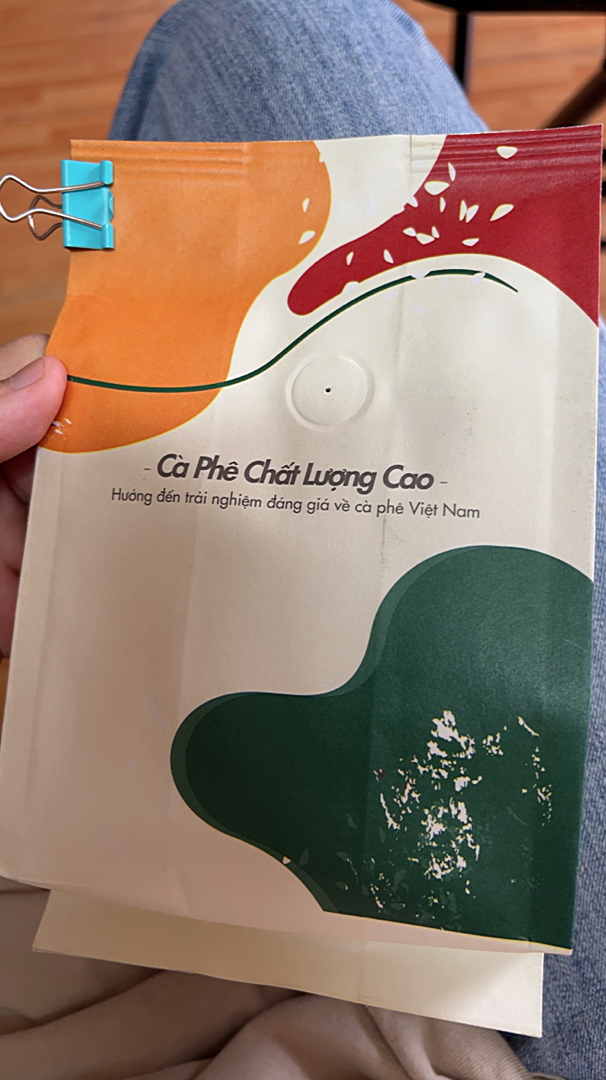 - Cà Phê Chất Lượng Cao -
Hướng đến trải nghiệm đáng giá về cà phê Việt Nam